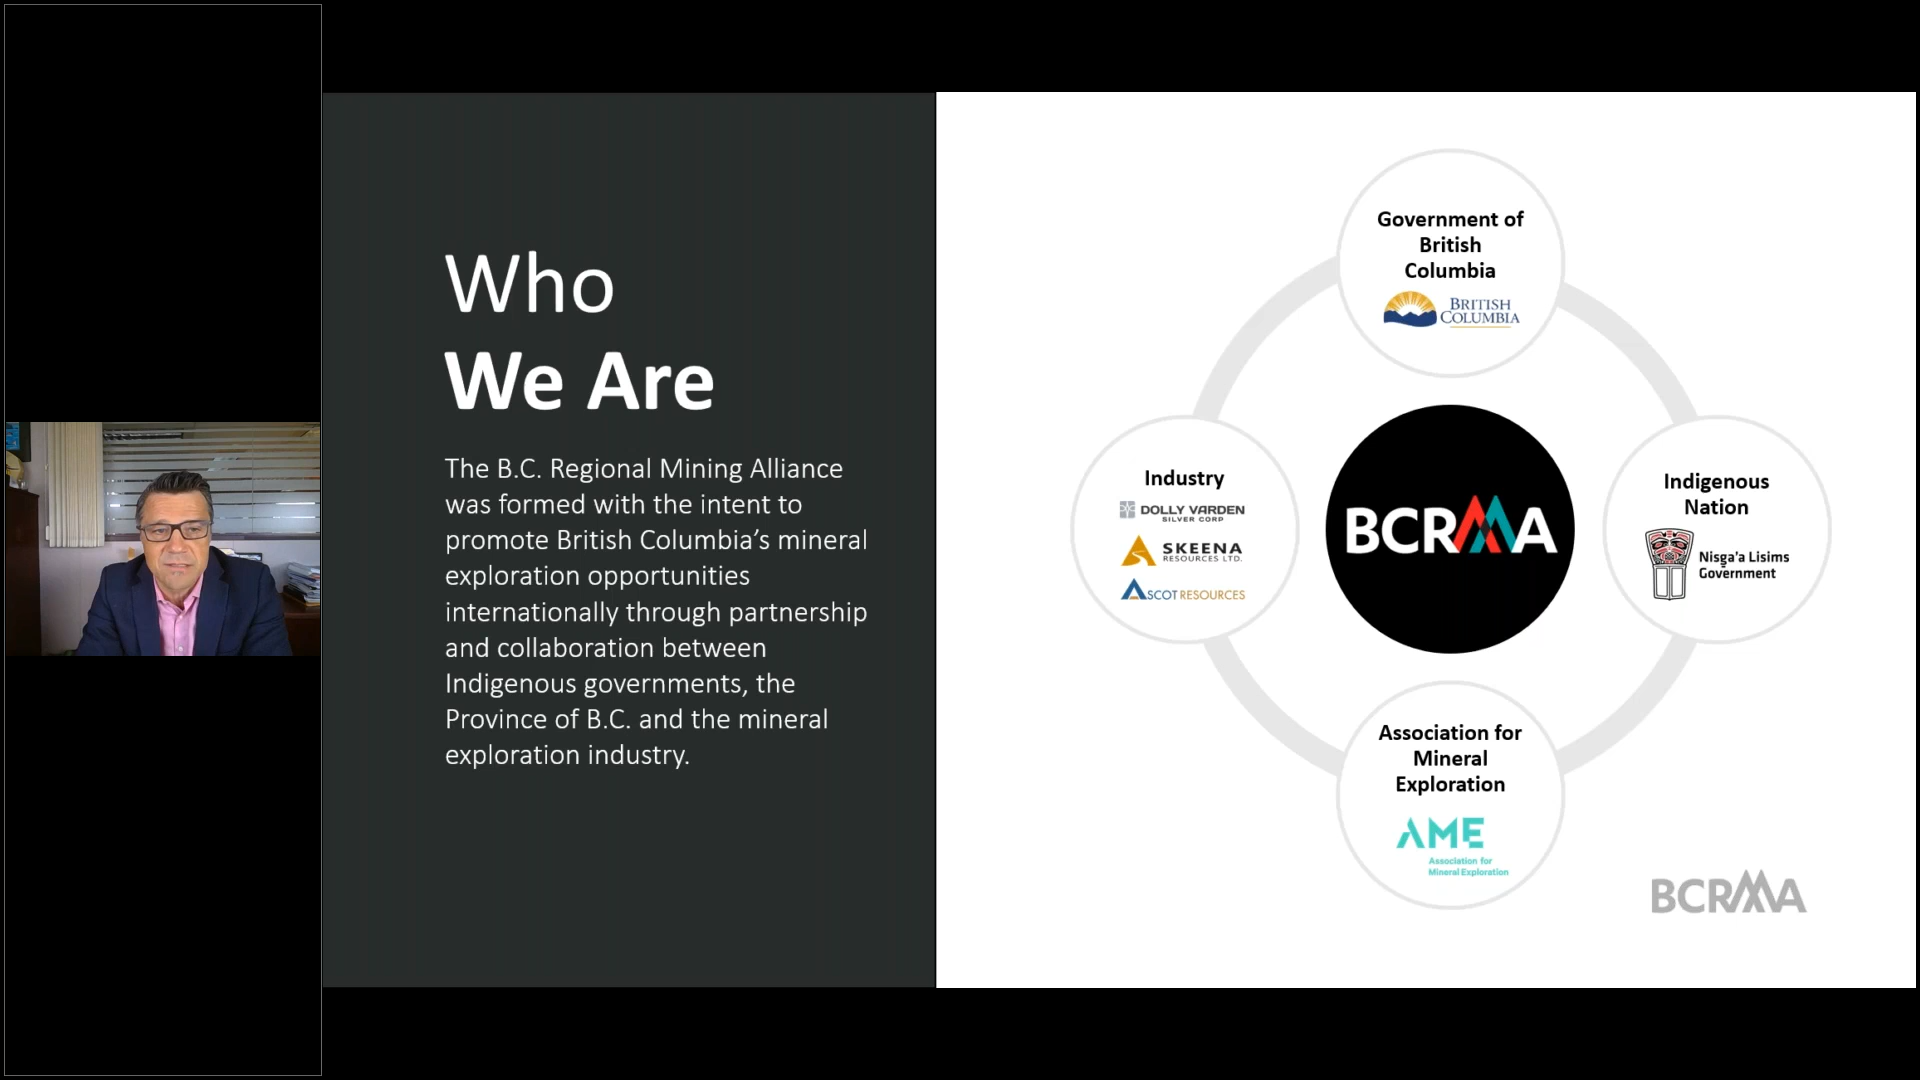 Who
We Are
The B.C. Regional Mining Alliance
was formed with the intent to
promote British Columbia’s mineral
exploration opportunities
internationally through partnership
and collaboration between
Indigenous governments, the
Province of B.C. and the mineral
exploration industry.
Government of
British
Columbia
BRITISH
COLUMBIA
Industry
DOLLY VARDEN
SILVER CORP
SKEENA
RESOURCES LTD.
ASCOT RESOURCES
BCRMA
Indigenous
Nation
Nisg̱a'a Lisims
Government
Association for
Mineral
Exploration
AME
Association for
Mineral Exploration
BCRMA